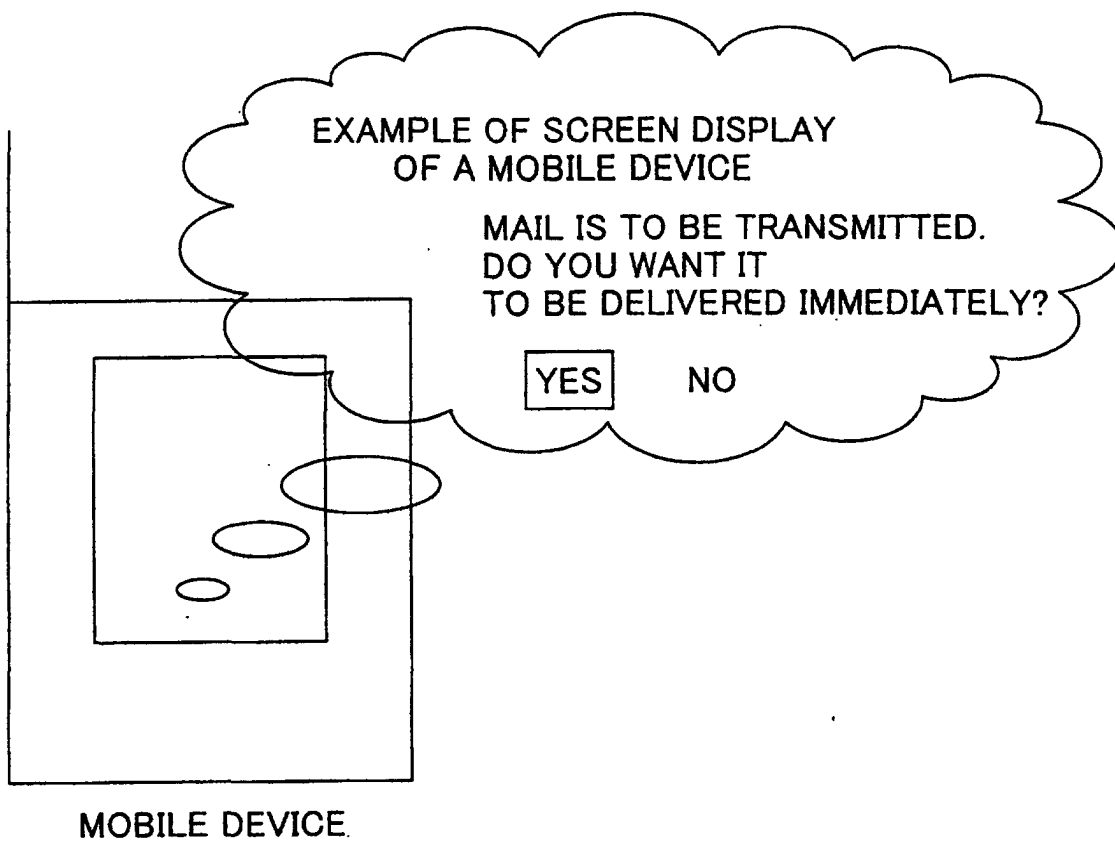 EXAMPLE OF SCREEN DISPLAY
OF A MOBILE DEVICE
MAIL IS TO BE TRANSMITTED.
DO YOU WANT IT
TO BE DELIVERED IMMEDIATELY?
YES NO
MOBILE DEVICE